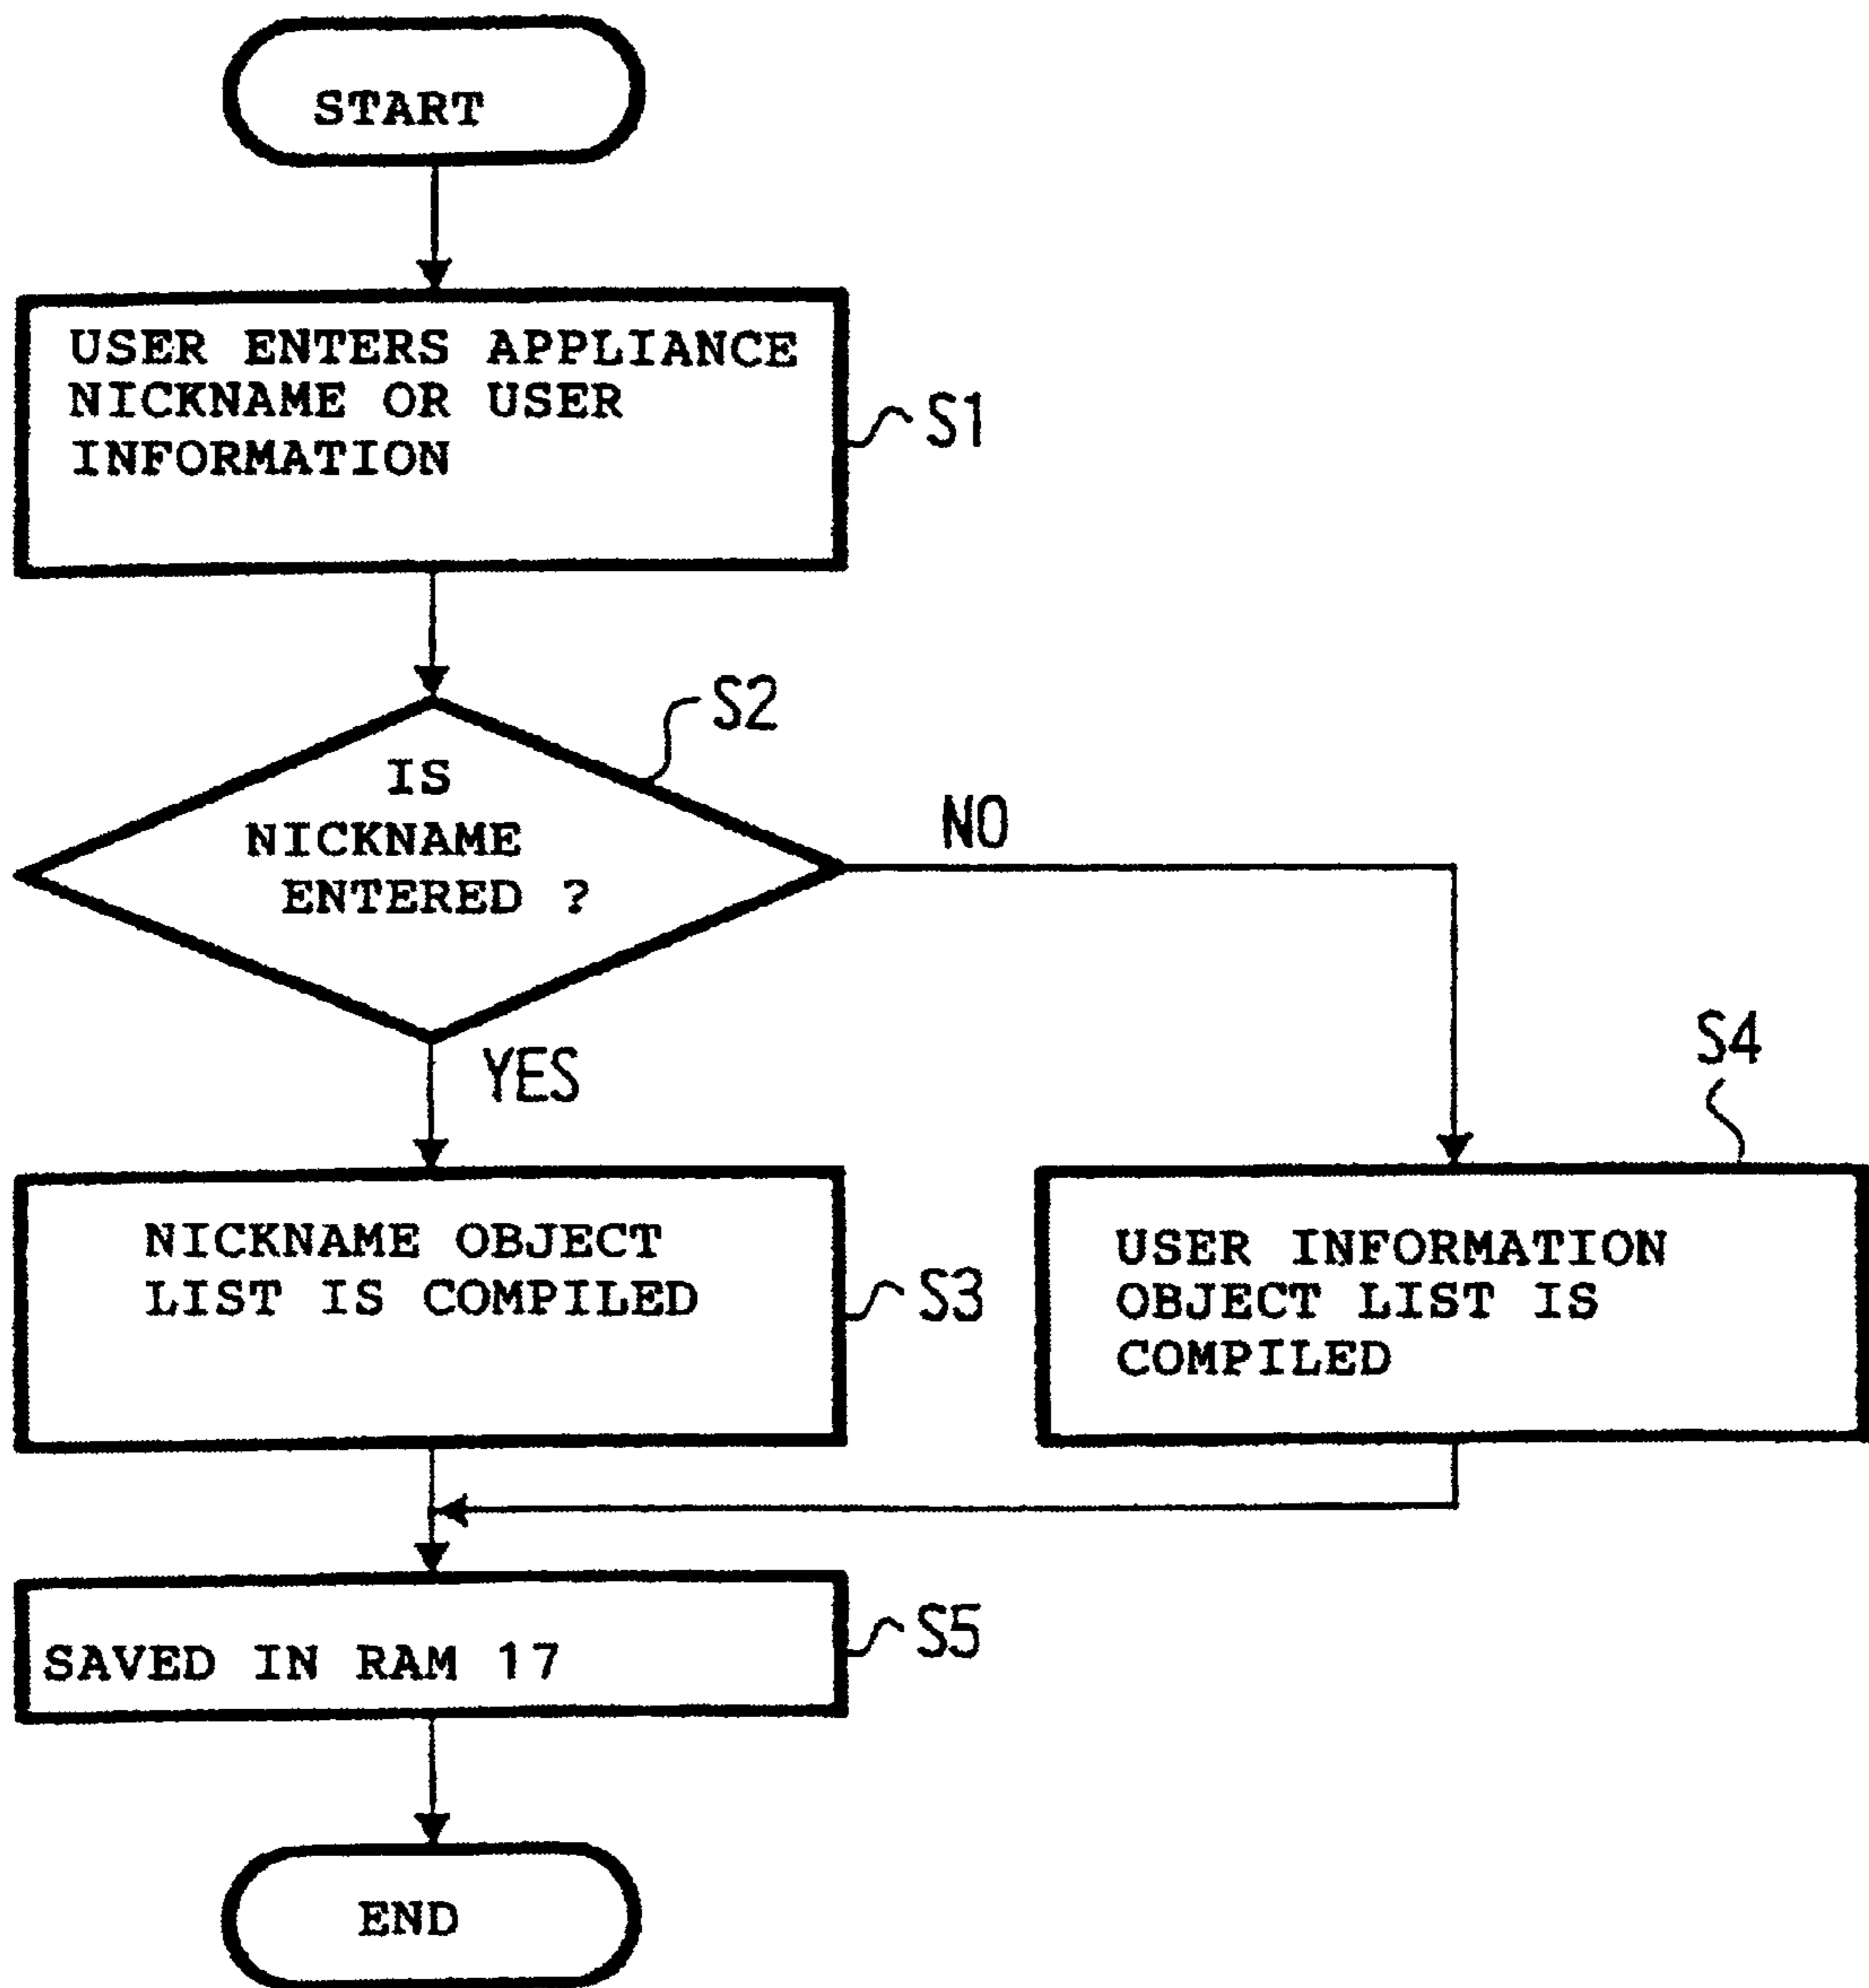 START
USER ENTERS APPLIANCE
NICKNAME OR USER
INFORMATION
S1
S2
IS
NICKNAME
ENTERED ?
NO
YES
S4
NICKNAME OBJECT
LIST IS COMPILED
S3
USER INFORMATION
OBJECT LIST IS
COMPILED
SAVED IN RAM 17
S5
END